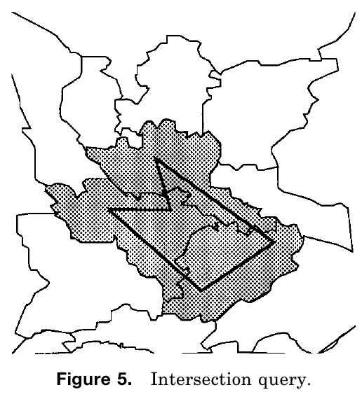 Figure 5. Intersection query.